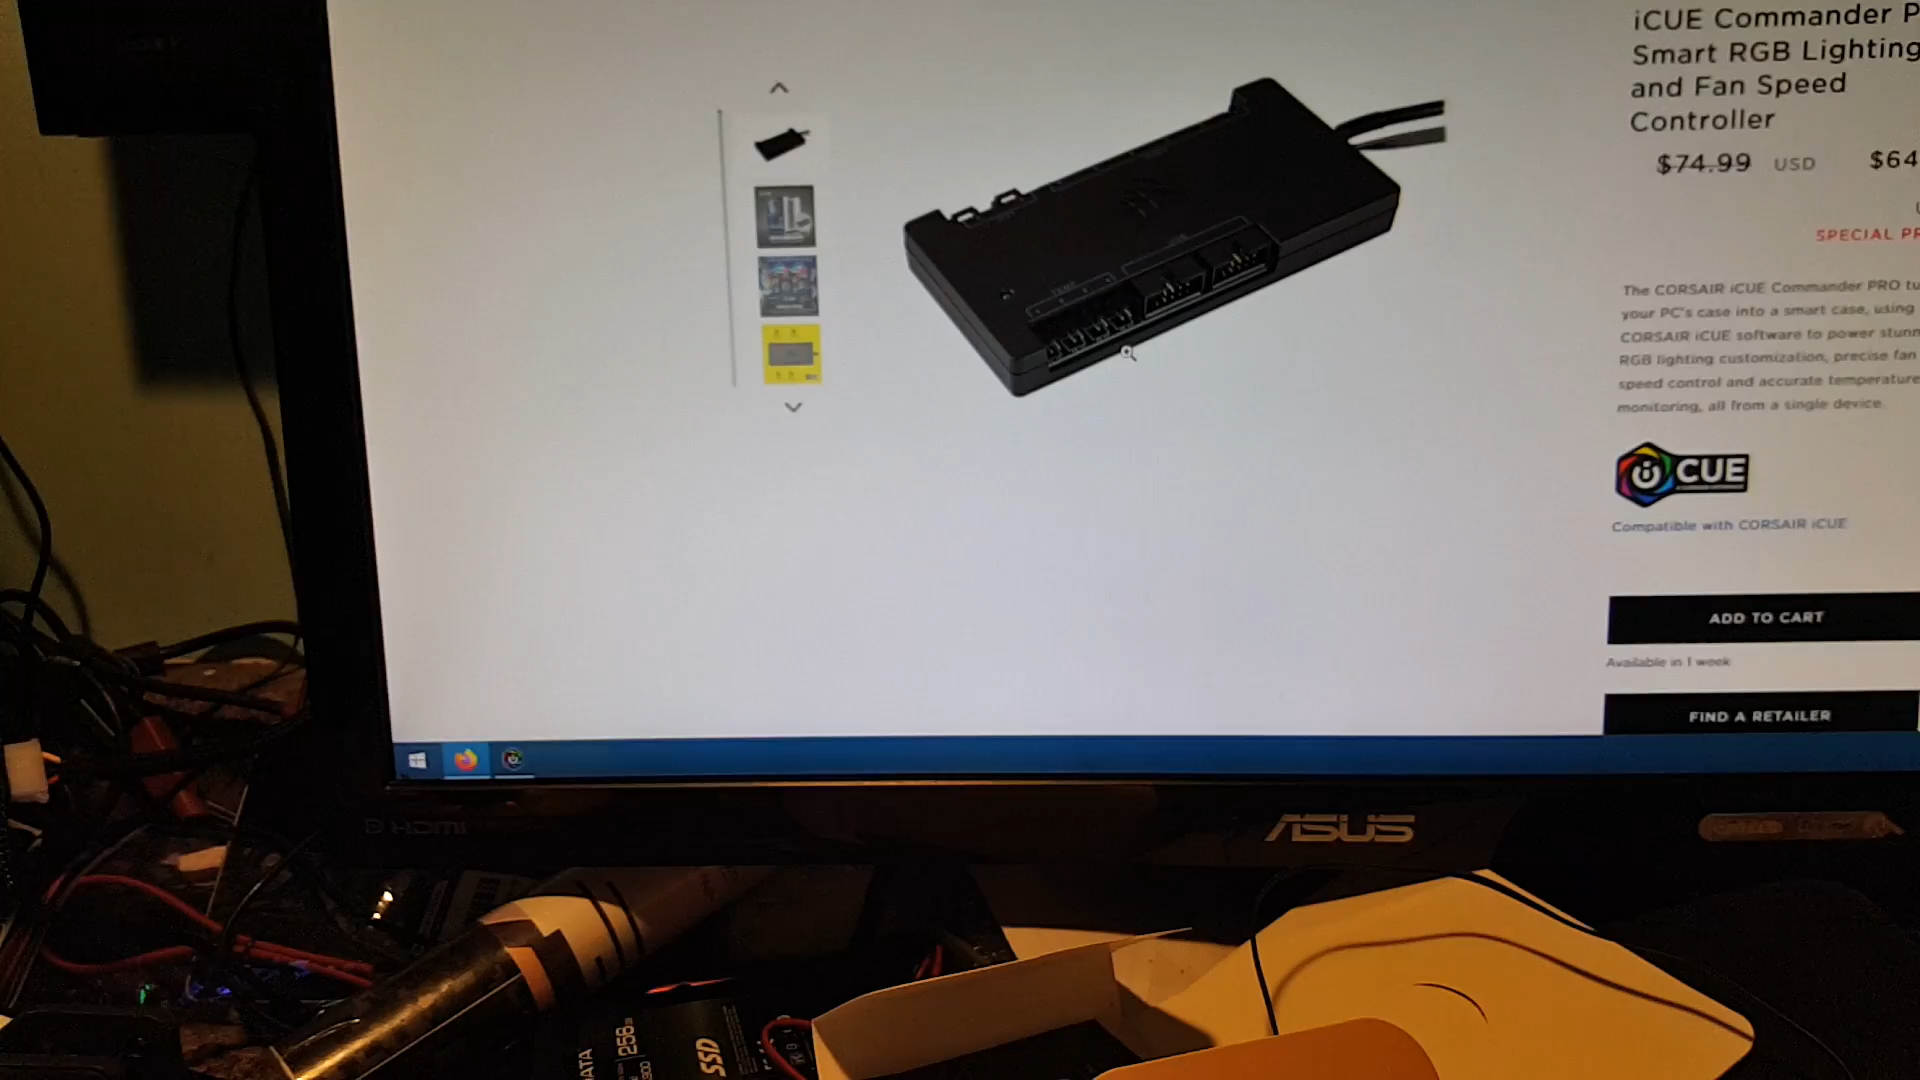 iCUE Commander P
Smart RGB Lighting
and Fan Speed
Controller
$74.99 USD $64
SPECIAL PR
The CORSAIR iCUE Commander PRO tu
your PC's case into a smart case, using
CORSAIR iCUE software to power stunn
RGB lighting customization, precise fan
speed control and accurate temperature
monitoring, all from a single device.
iCUE
Compatible with CORSAIR iCUE
ADD TO CART
Available in 1 week
FIND A RETAILER
HDMI
ASUS
TEMP
DATA
256
SSD